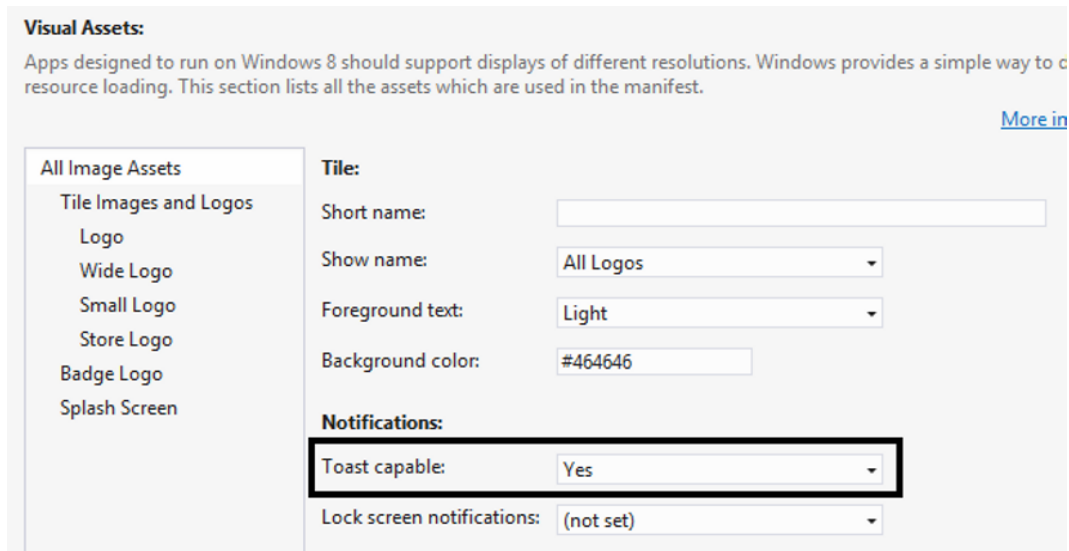 Visual Assets:
Apps designed to run on Windows 8 should support displays of different resolutions. Windows provides a simple way to
resource loading. This section lists all the assets which are used in the manifest.
More
All Image Assets
Tile Images and Logos
Logo
Wide Logo
Small Logo
Store Logo
Badge Logo
Splash Screen
Tile:
Short name:
Show name: All Logos
Foreground text: Light
Background color: #464646
Notifications:
Toast capable: Yes
Lock screen notifications: (not set)